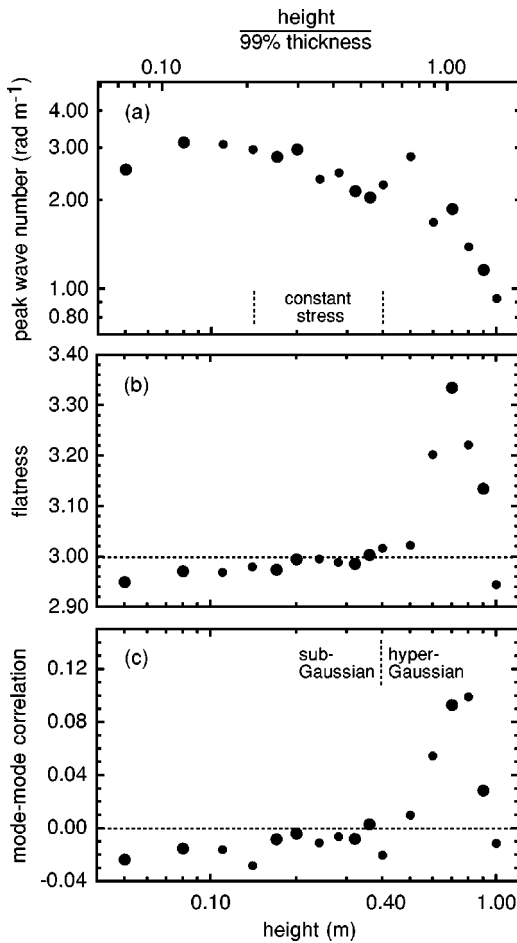 height
99% thickness
0.10
1.00
peak wave number (rad m⁻¹)
4.00
3.00
2.00
1.00
0.80
(a)
constant
stress
flatness
3.40
3.30
3.20
3.10
3.00
2.90
(b)
mode-mode correlation
0.12
0.08
0.04
0.00
-0.04
(c)
sub-
Gaussian
hyper-
Gaussian
0.10
0.40
1.00
height (m)